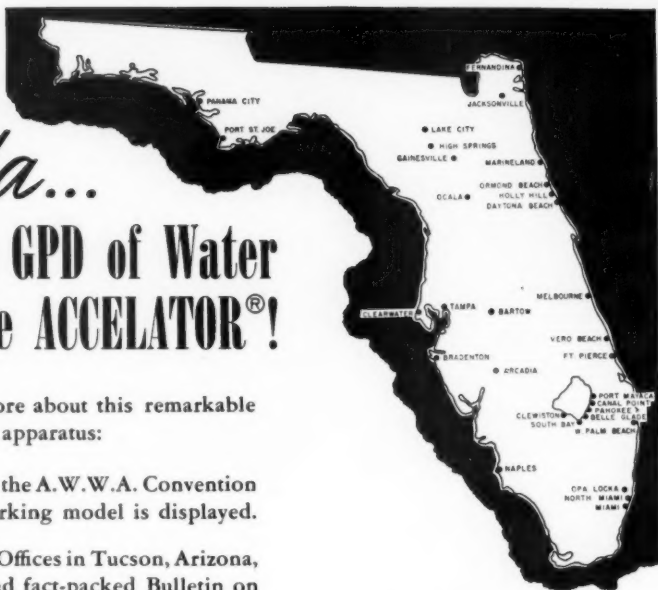 a...
GPD of Water
e ACCELATOR®!
ore about this remarkable
apparatus:
the A.W.W.A. Convention
rking model is displayed.
Offices in Tucson, Arizona,
d fact-packed Bulletin on
FERNANDINA
JACKSONVILLE
PANAMA CITY
PORT ST. JOE
LAKE CITY
HIGH SPRINGS
GAINESVILLE
MARINELAND
ORMOND BEACH
OCALA
HOLLY HILL
DAYTONA BEACH
MELBOURNE
CLEARWATER
TAMPA
BARTOW
VERO BEACH
BRADENTON
FT PIERCE
ARCADIA
PORT MAYACA
CANAL POINT
PAHOKEE
CLEWISTON
BELLE GLADE
SOUTH BAY
W. PALM BEACH
NAPLES
OPA LOCKA
NORTH MIAMI
MIAMI